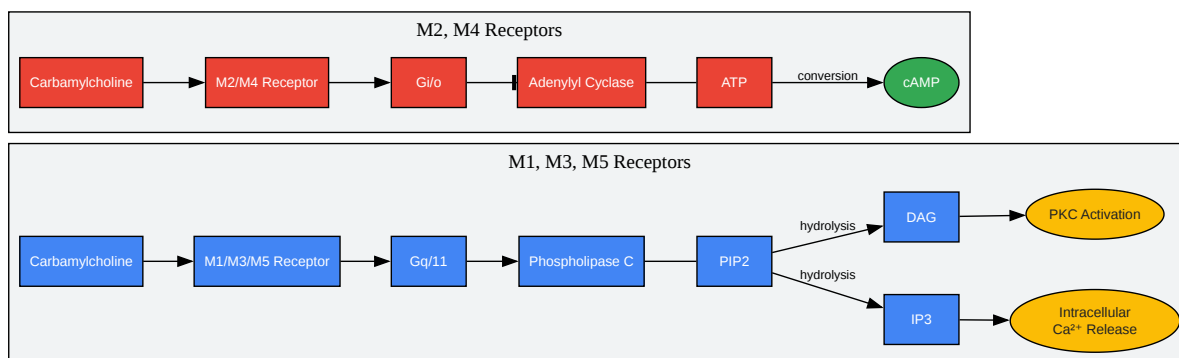 M2, M4 Receptors
Carbamylcholine
M2/M4 Receptor
Gi/o
Adenylyl Cyclase
ATP
conversion
cAMP
M1, M3, M5 Receptors
Carbamylcholine
M1/M3/M5 Receptor
Gq/11
Phospholipase C
PIP2
hydrolysis
DAG
PKC Activation
hydrolysis
IP3
Intracellular
Ca²⁺ Release